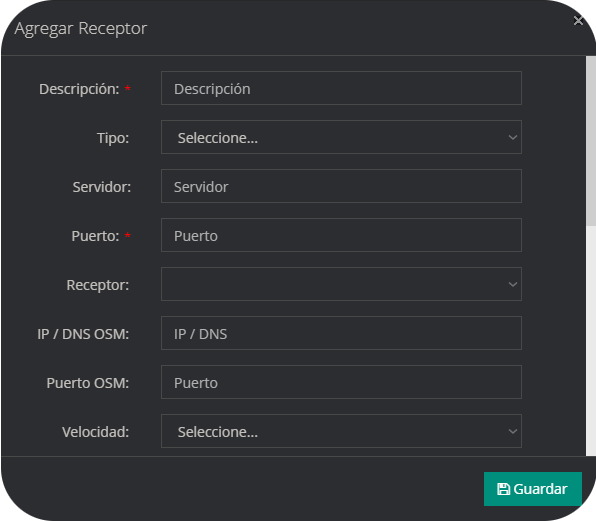 Agregar Receptor
×
Descripción: * Descripción
Tipo: Seleccione...
Servidor: Servidor
Puerto: * Puerto
Receptor:
IP / DNS OSM: IP / DNS
Puerto OSM: Puerto
Velocidad: Seleccione...
Guardar